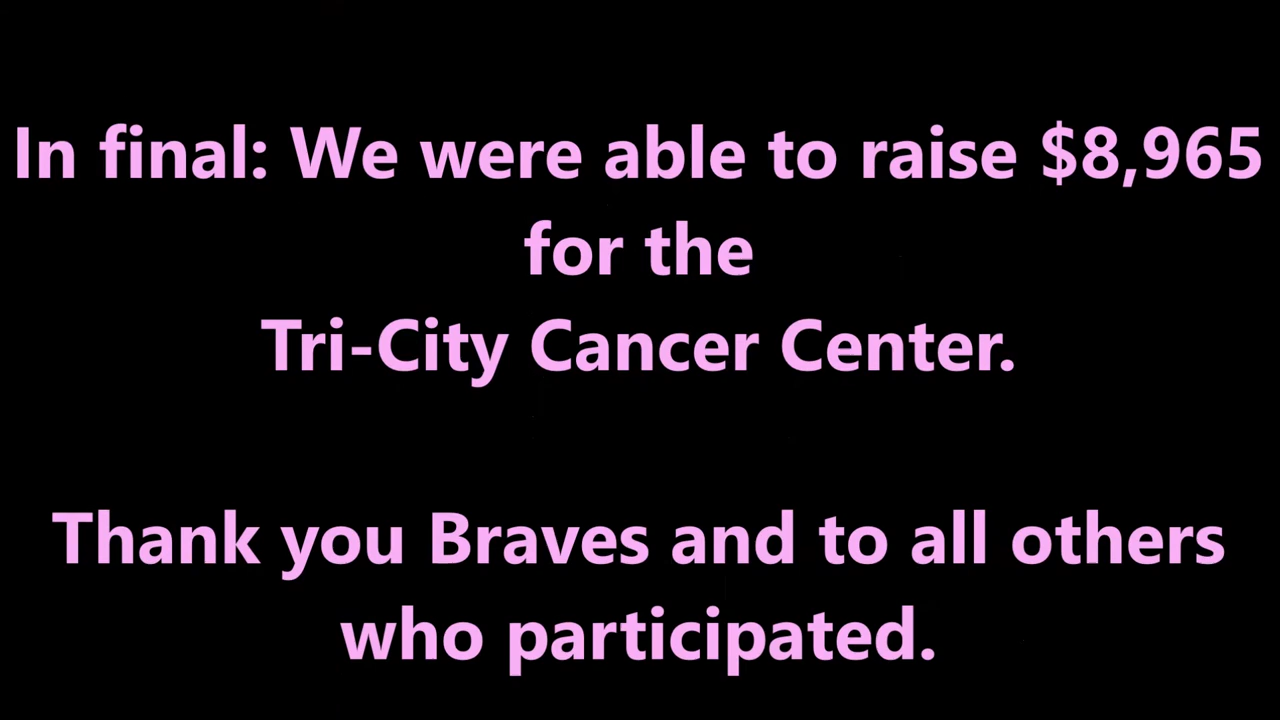 In final: We were able to raise $8,965
for the
Tri-City Cancer Center.
Thank you Braves and to all others
who participated.